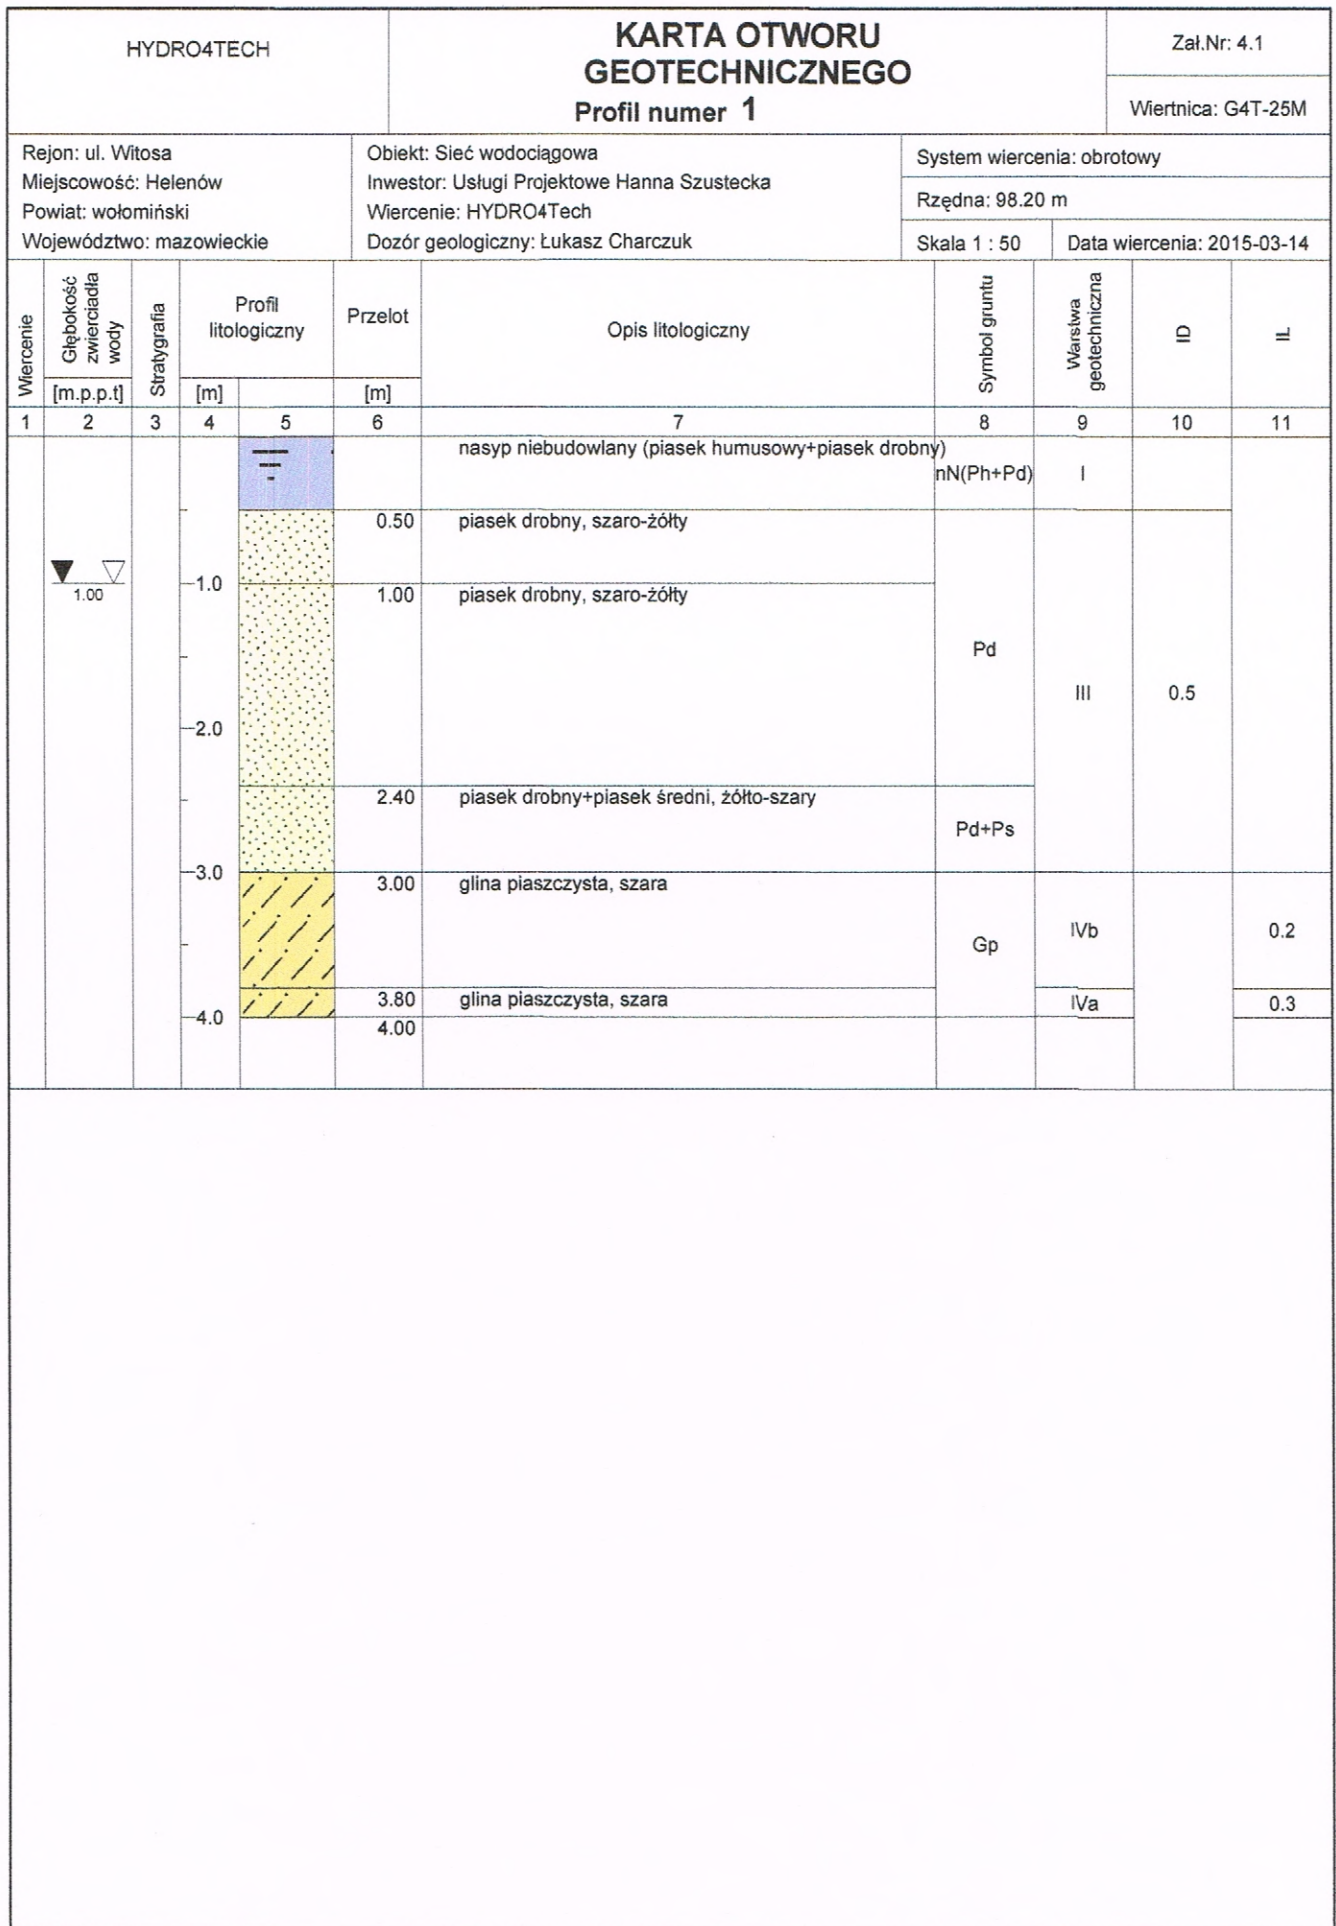 HYDRO4TECH
KARTA OTWORU
GEOTECHNICZNEGO
Profil numer 1
Zał.Nr: 4.1
Wiertnica: G4T-25M
Rejon: ul. Witosa
Miejscowość: Helenów
Powiat: wołomiński
Województwo: mazowieckie
Obiekt: Sieć wodociągowa
Inwestor: Usługi Projektowe Hanna Szustecka
Wiercenie: HYDRO4Tech
Dozór geologiczny: Łukasz Charczuk
System wiercenia: obrotowy
Rzędna: 98.20 m
Skala 1 : 50
Data wiercenia: 2015-03-14
Wiercenie
Głębokość
zwierciadła
wody
[m.p.p.t]
Stratygrafia
Profil
litologiczny
[m]
Przelot
[m]
Opis litologiczny
Symbol gruntu
Warstwa
geotechniczna
ID
IL
1 2 3 4 5 6 7 8 9 10 11
nasyp niebudowlany (piasek humusowy+piasek drobny)
nN(Ph+Pd) I
0.50 piasek drobny, szaro-żółty
1.00
1.0
1.00 piasek drobny, szaro-żółty
Pd
III 0.5
2.0
2.40 piasek drobny+piasek średni, żółto-szary
Pd+Ps
3.0
3.00 glina piaszczysta, szara
Gp
IVb 0.2
3.80 glina piaszczysta, szara
IVa 0.3
4.0
4.00